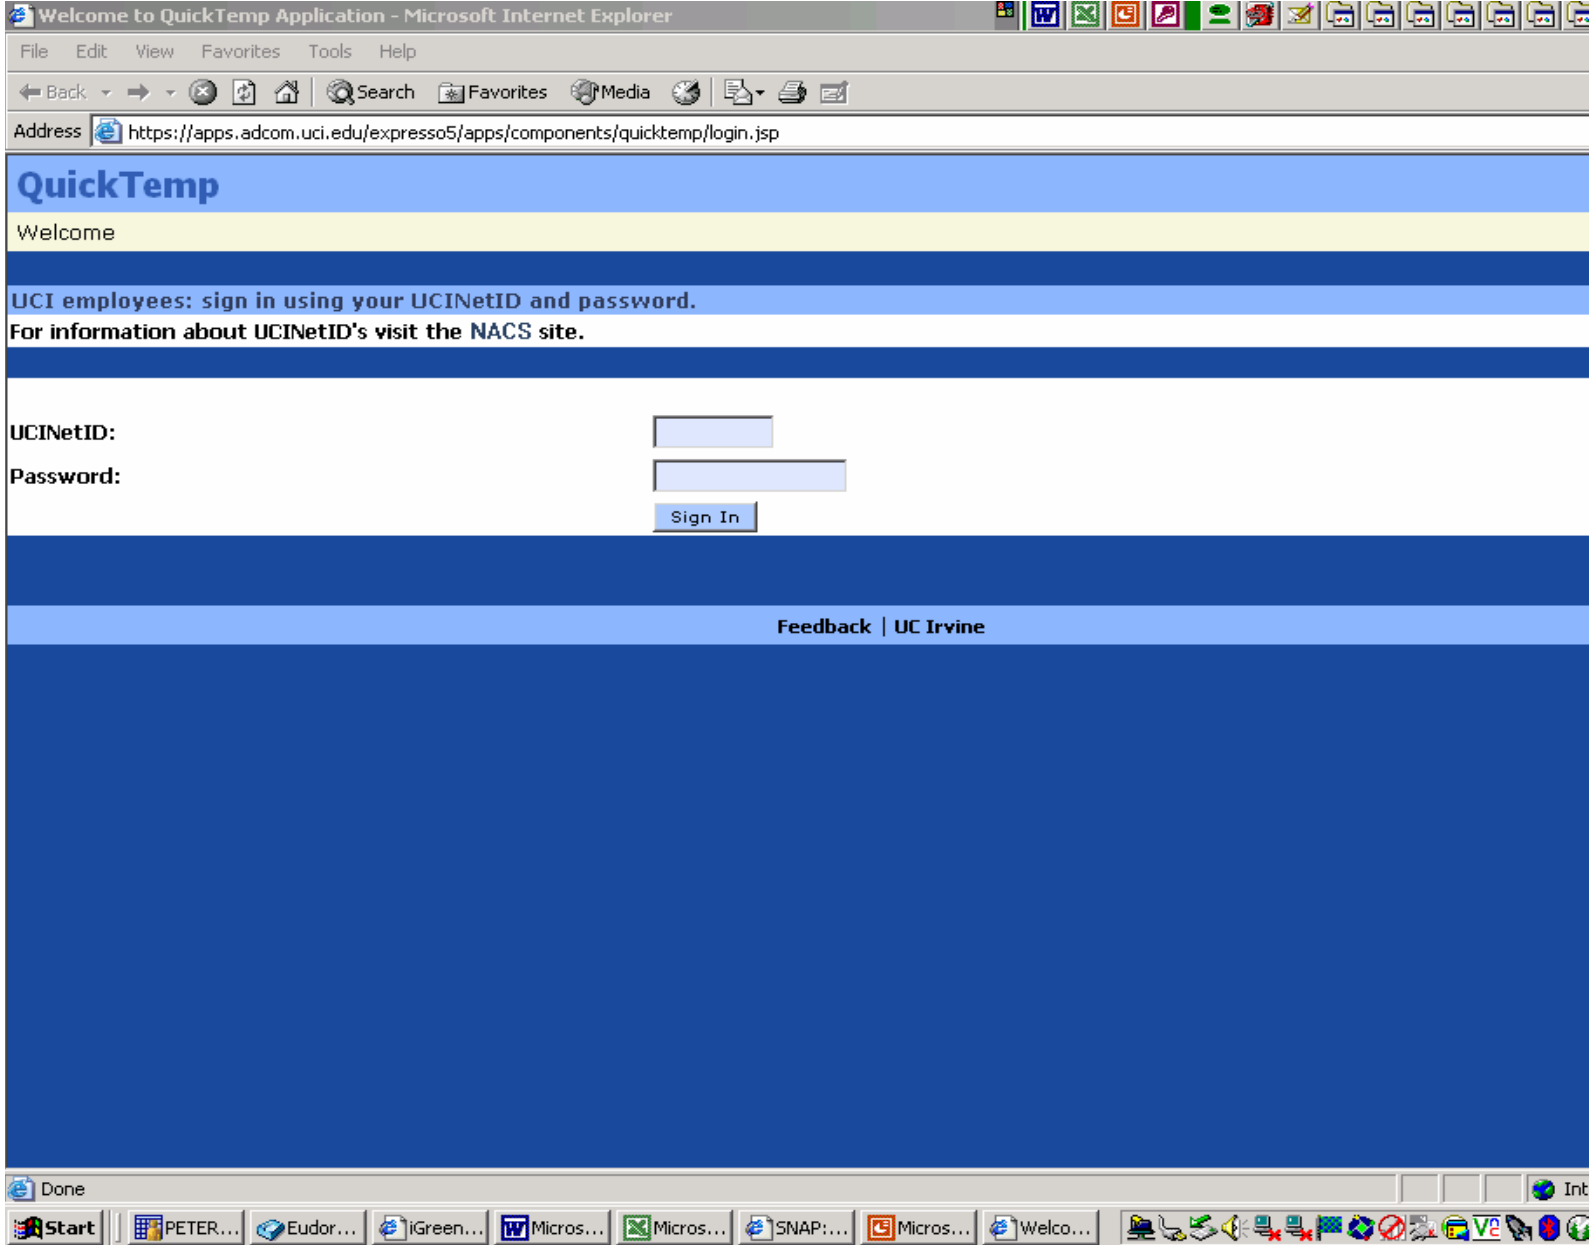 Welcome to QuickTemp Application - Microsoft Internet Explorer
File Edit View Favorites Tools Help
Back Search Favorites Media
Address https://apps.adcom.uci.edu/expresso5/apps/components/quicktemp/login.jsp
QuickTemp
Welcome
UCI employees: sign in using your UCINetID and password.
For information about UCINetID's visit the NACS site.
UCINetID:
Password:
Sign In
Feedback | UC Irvine
Done Int
Start PETER... Eudor... iGreen... Micros... Micros... SNAP:... Micros... Welco...